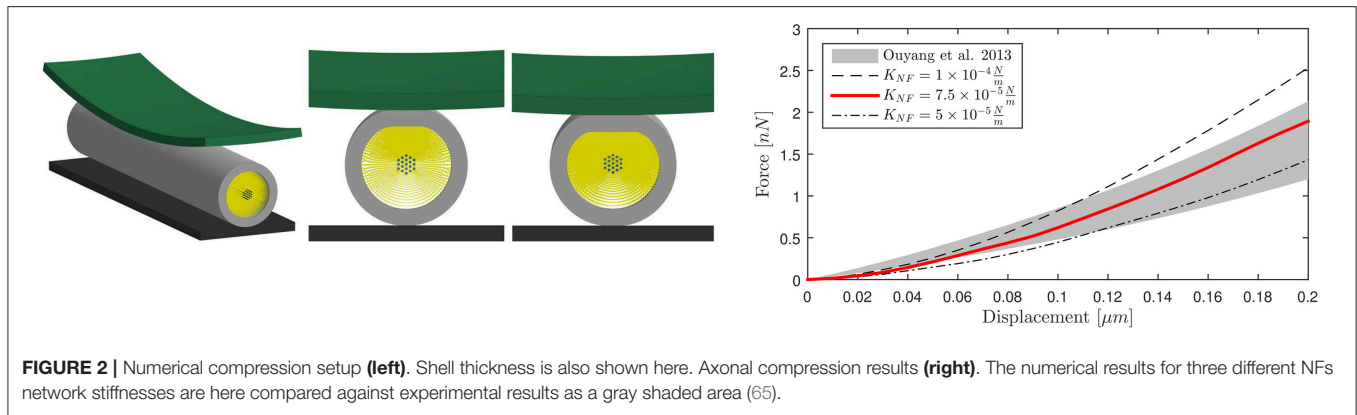 3
2.5
2
1.5
1
0.5
0
Force [nN]
Ouyang et al. 2013
K_NF = 1 × 10^-4 N/m
K_NF = 7.5 × 10^-5 N/m
K_NF = 5 × 10^-5 N/m
0 0.02 0.04 0.06 0.08 0.1 0.12 0.14 0.16 0.18 0.2
Displacement [μm]
FIGURE 2 | Numerical compression setup (left). Shell thickness is also shown here. Axonal compression results (right). The numerical results for three different NFs
network stiffnesses are here compared against experimental results as a gray shaded area (65).